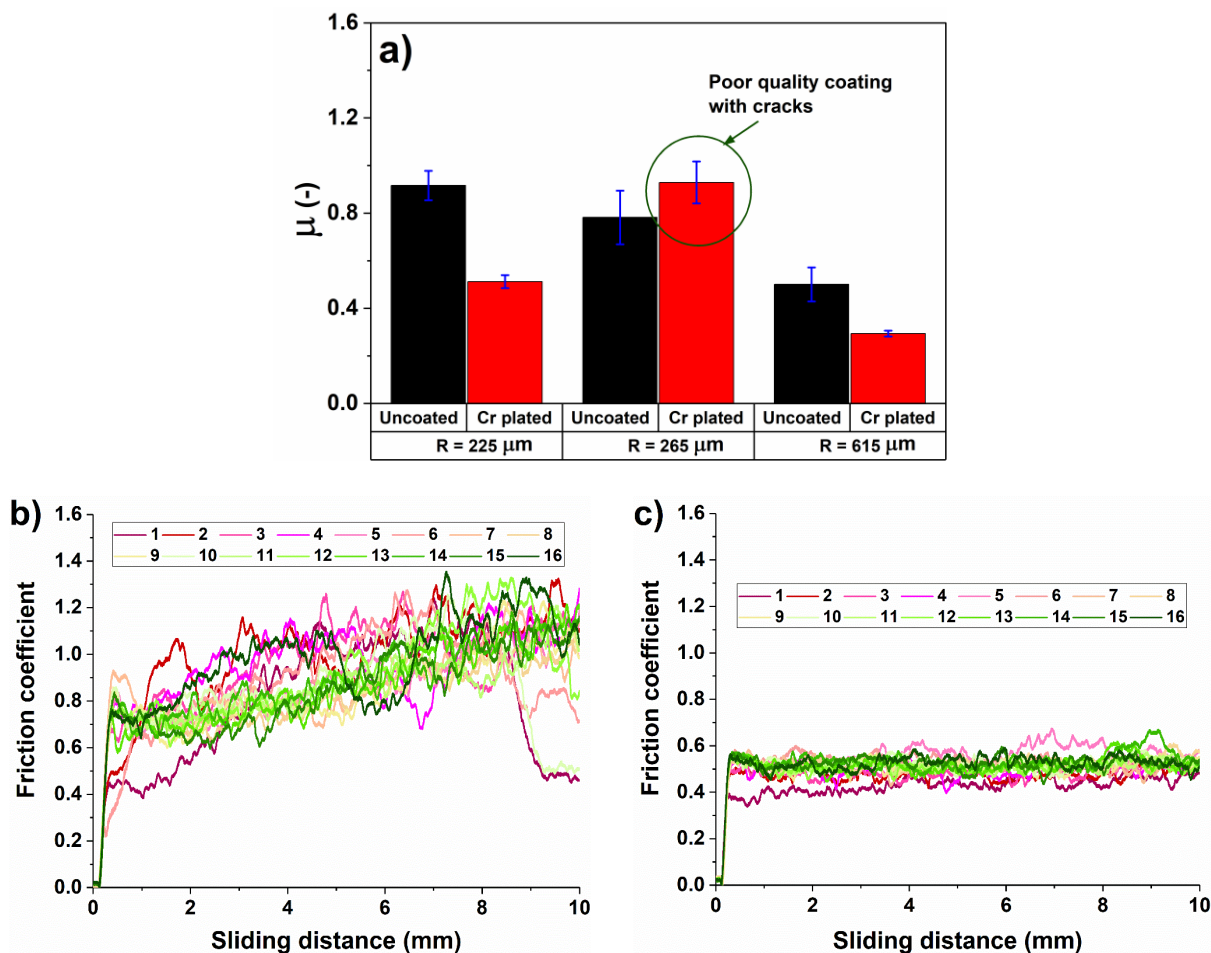 a)
1.6
1.2
0.8
0.4
0.0
μ (-)
Poor quality coating
with cracks
Uncoated Cr plated Uncoated Cr plated Uncoated Cr plated
R = 225 μm R = 265 μm R = 615 μm
b)
1.6
1.4
1.2
1.0
0.8
0.6
0.4
0.2
0.0
Friction coefficient
1 2 3 4 5 6 7 8
9 10 11 12 13 14 15 16
0 2 4 6 8 10
Sliding distance (mm)
c)
1.6
1.4
1.2
1.0
0.8
0.6
0.4
0.2
0.0
Friction coefficient
1 2 3 4 5 6 7 8
9 10 11 12 13 14 15 16
0 2 4 6 8 10
Sliding distance (mm)